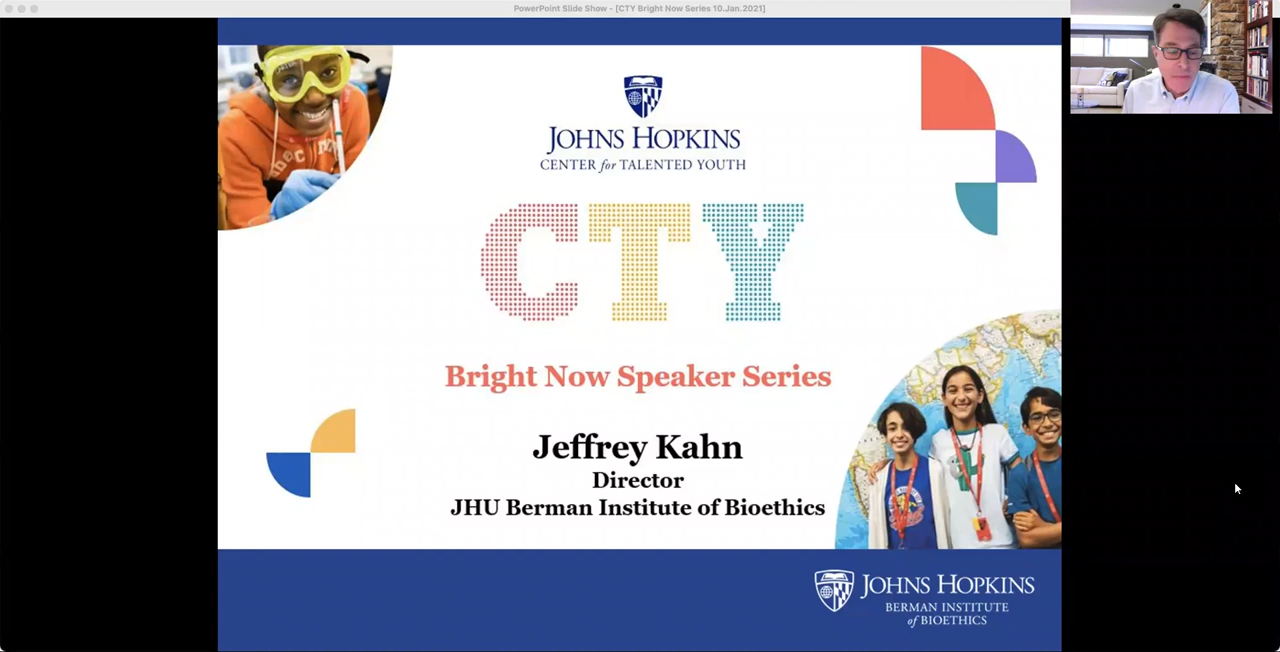 PowerPoint Slide Show - [CTY Bright Now Series 10.Jan.2021]
JOHNS HOPKINS
CENTER for TALENTED YOUTH
CTY
Bright Now Speaker Series
Jeffrey Kahn
Director
JHU Berman Institute of Bioethics
JOHNS HOPKINS
BERMAN INSTITUTE
of BIOETHICS